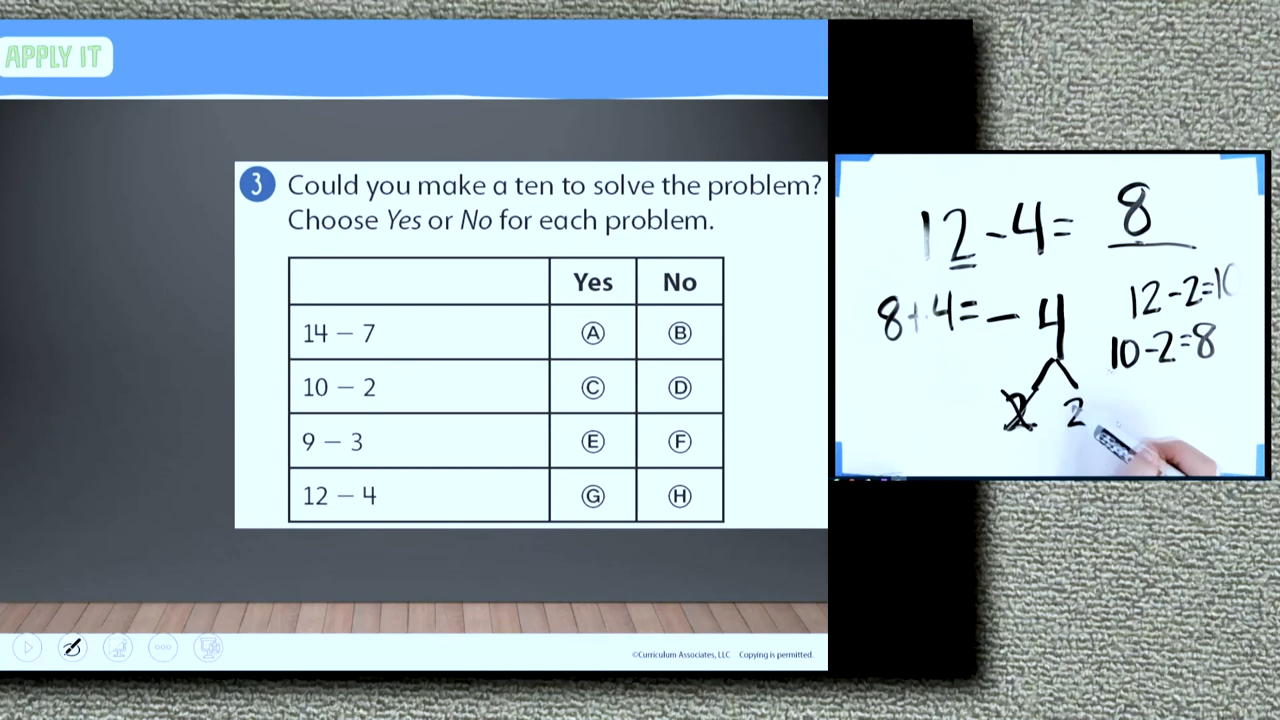 APPLY IT
3 Could you make a ten to solve the problem?
Choose Yes or No for each problem.
Yes No
14 − 7 A B
10 − 2 C D
9 − 3 E F
12 − 4 G H
©Curriculum Associates, LLC Copying is permitted.
12-4= 8
8+4= - 4
12-2=10
10-2=8
2 2